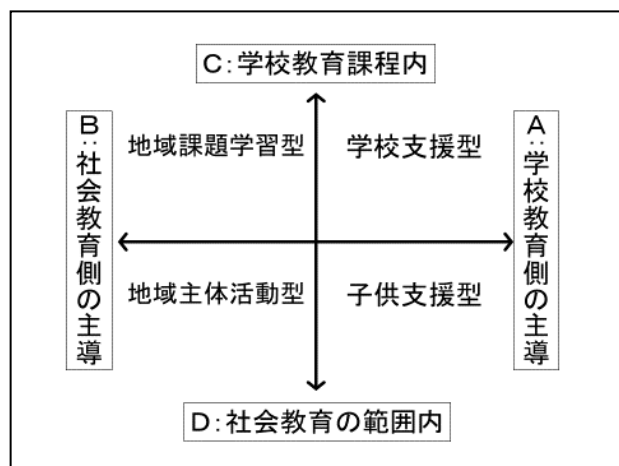 C:学校教育課程内
B:社会教育側の主導
地域課題学習型
学校支援型
A:学校教育側の主導
地域主体活動型
子供支援型
D:社会教育の範囲内